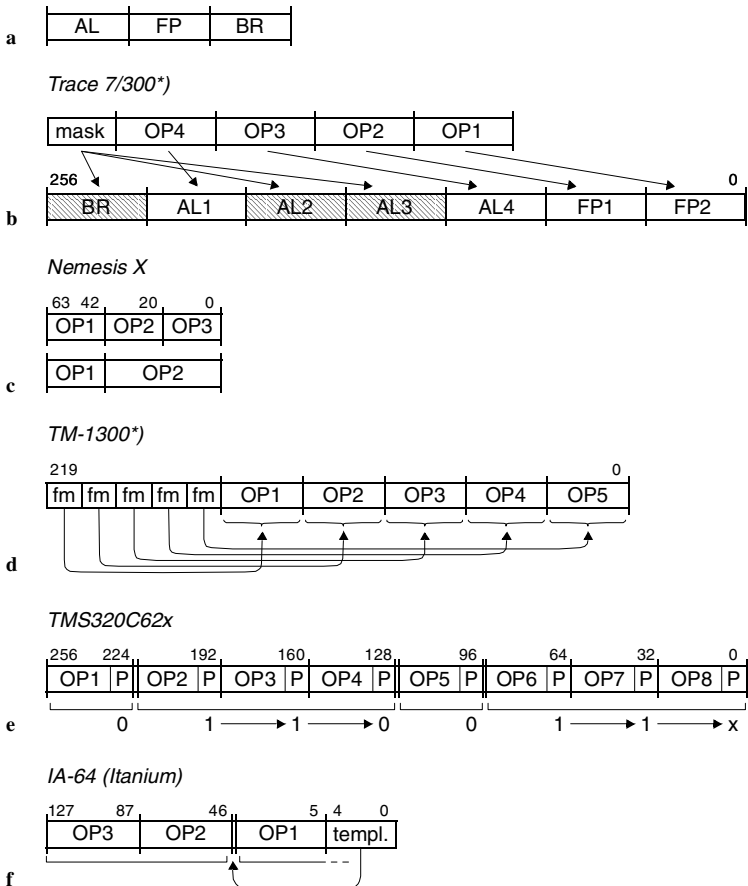 AL FP BR
a
Trace 7/300*)
mask OP4 OP3 OP2 OP1
256 0
BR AL1 AL2 AL3 AL4 FP1 FP2
b
Nemesis X
63 42 20 0
OP1 OP2 OP3
OP1 OP2
c
TM-1300*)
219 0
fm fm fm fm fm OP1 OP2 OP3 OP4 OP5
d
TMS320C62x
256 224 192 160 128 96 64 32 0
OP1 P OP2 P OP3 P OP4 P OP5 P OP6 P OP7 P OP8 P
e 0 1 1 0 0 1 1 x
IA-64 (Itanium)
127 87 46 5 4 0
OP3 OP2 OP1 templ.
f